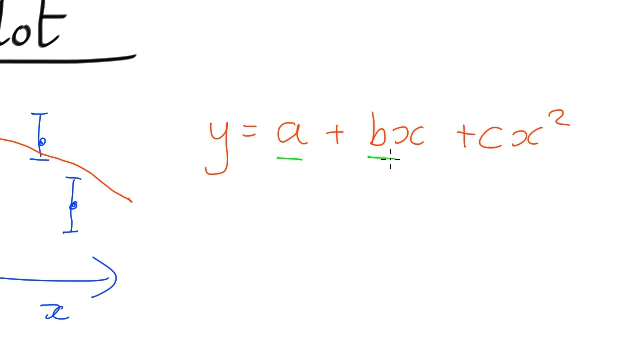 lot
y = a + bx + cx²
x